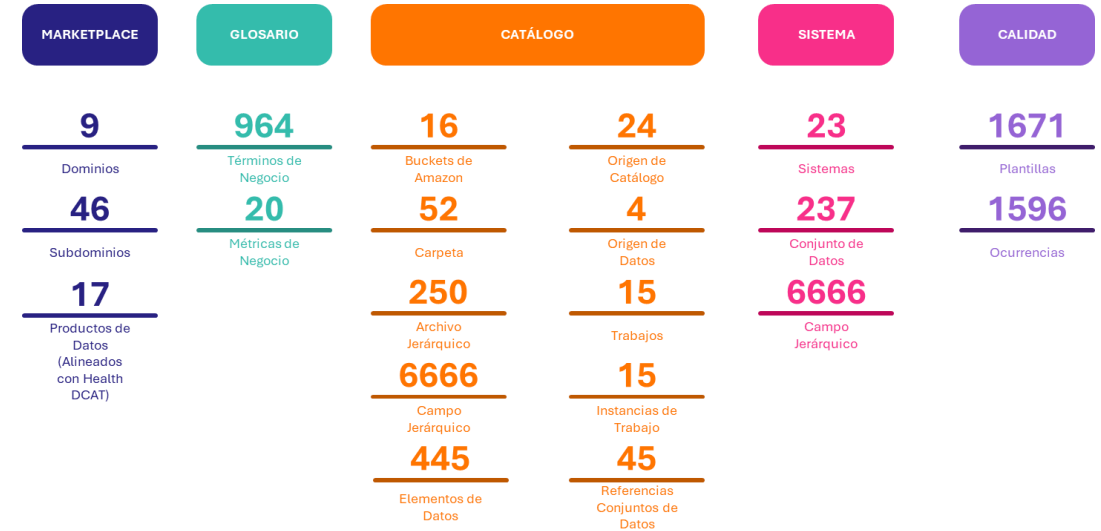 MARKETPLACE
GLOSARIO
CATÁLOGO
SISTEMA
CALIDAD
9
Dominios
46
Subdominios
17
Productos de
Datos
(Alineados
con Health
DCAT)
964
Términos de
Negocio
20
Métricas de
Negocio
16
Buckets de
Amazon
52
Carpeta
250
Archivo
Jerárquico
6666
Campo
Jerárquico
445
Elementos de
Datos
24
Origen de
Catálogo
4
Origen de
Datos
15
Trabajos
15
Instancias de
Trabajo
45
Referencias
Conjuntos de
Datos
23
Sistemas
237
Conjunto de
Datos
6666
Campo
Jerárquico
1671
Plantillas
1596
Ocurrencias